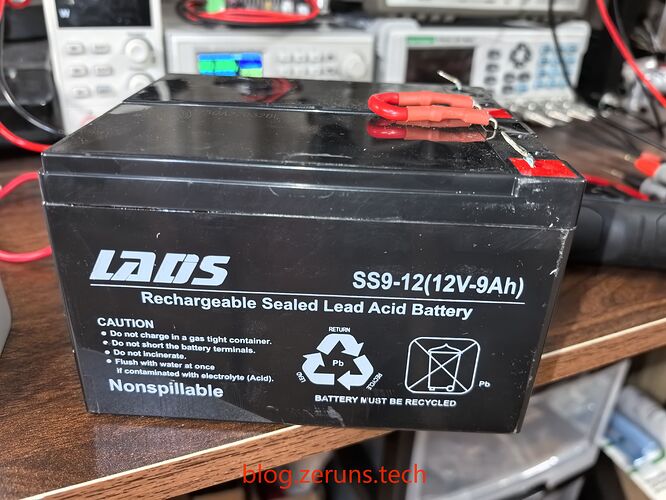 W
LADS
SS9-12(12V-9Ah)
Rechargeable Sealed Lead Acid Battery
CAUTION
● Do not charge in a gas tight container.
● Do not short the battery terminals.
● Do not incinerate.
● Flush with water at once
If contaminated with electrolyte (Acid).
Nonspillable
RETURN
Pb
LEAD
RECYCLE
Pb
BATTERY MUST BE RECYCLED
blog.zeruns.tech